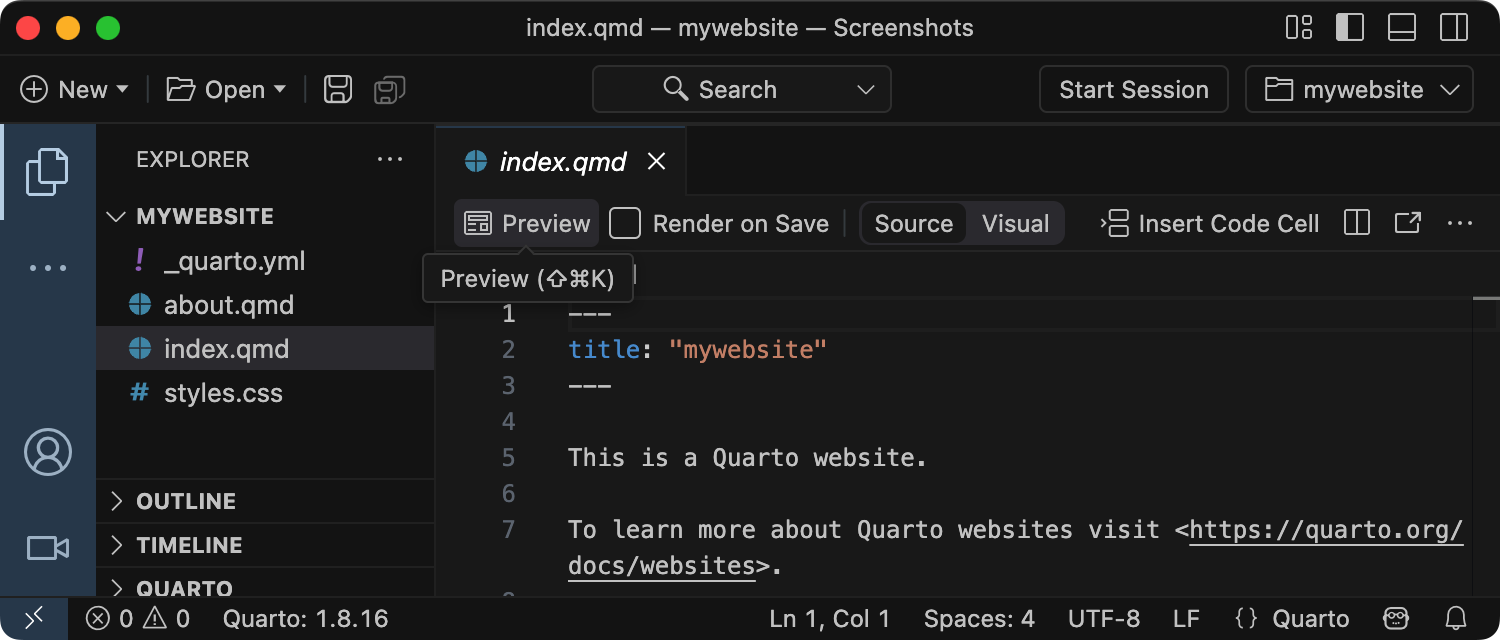 index.qmd — mywebsite — Screenshots
New
Open
Search
Start Session
mywebsite
EXPLORER
MYWEBSITE
! _quarto.yml
about.qmd
index.qmd
# styles.css
OUTLINE
TIMELINE
QUARTO
index.qmd
Preview
Render on Save
Source
Visual
Insert Code Cell
Preview (⇧⌘K)
1 ---
2 title: "mywebsite"
3 ---
4
5 This is a Quarto website.
6
7 To learn more about Quarto websites visit <https://quarto.org/
docs/websites>.
0
0
Quarto: 1.8.16
Ln 1, Col 1
Spaces: 4
UTF-8
LF
{} Quarto